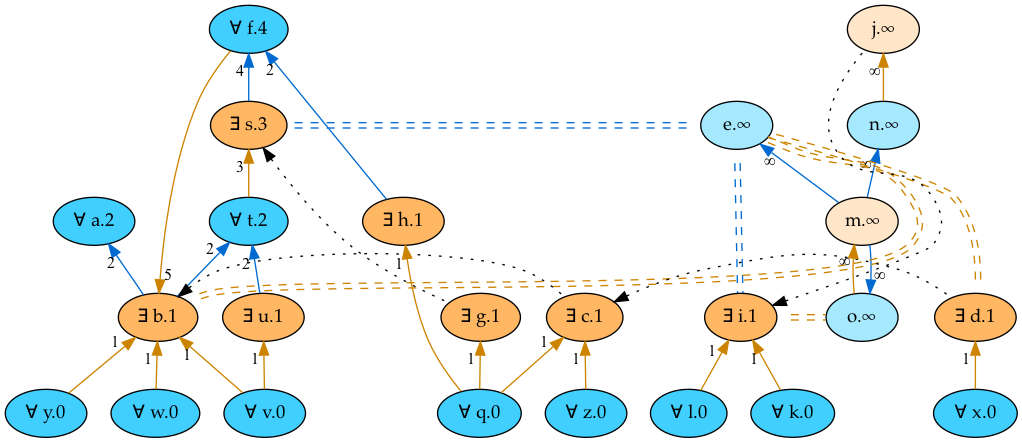 ∀ f.4
j.∞
4
2
∞
∃ s.3
e.∞
n.∞
3
∞
∞
∀ a.2
∀ t.2
∃ h.1
m.∞
2
2
2
5
1
∞
∞
∃ b.1
∃ u.1
∃ g.1
∃ c.1
∃ i.1
o.∞
∃ d.1
1
1
1
1
1
1
1
1
1
1
∀ y.0
∀ w.0
∀ v.0
∀ q.0
∀ z.0
∀ l.0
∀ k.0
∀ x.0